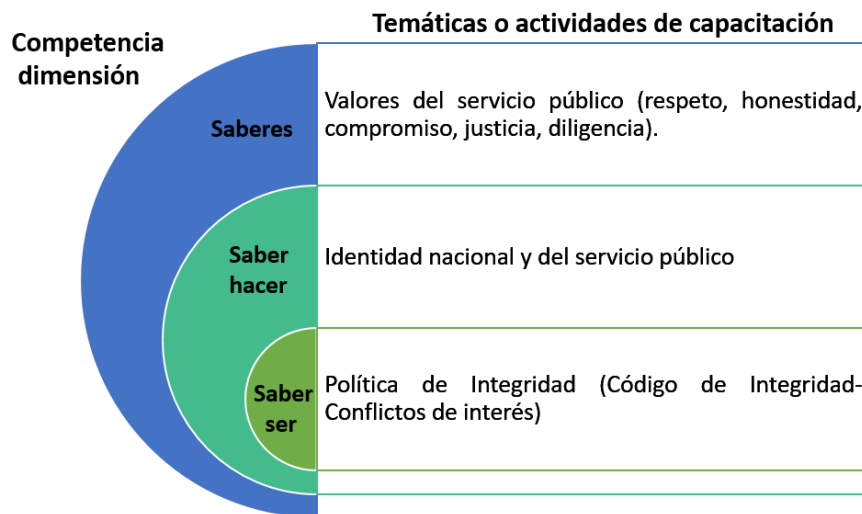 Temáticas o actividades de capacitación
Competencia
dimensión
Saberes
Valores del servicio público (respeto, honestidad,
compromiso, justicia, diligencia).
Saber
hacer
Identidad nacional y del servicio público
Saber
ser
Política de Integridad (Código de Integridad-
Conflictos de interés)